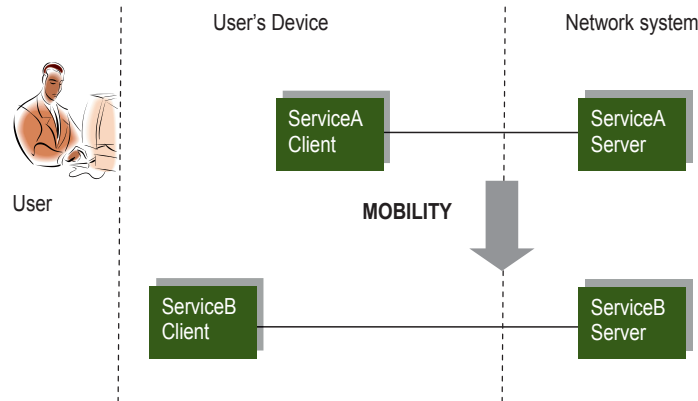 User's Device
Network system
ServiceA
Client
ServiceA
Server
User
MOBILITY
ServiceB
Client
ServiceB
Server